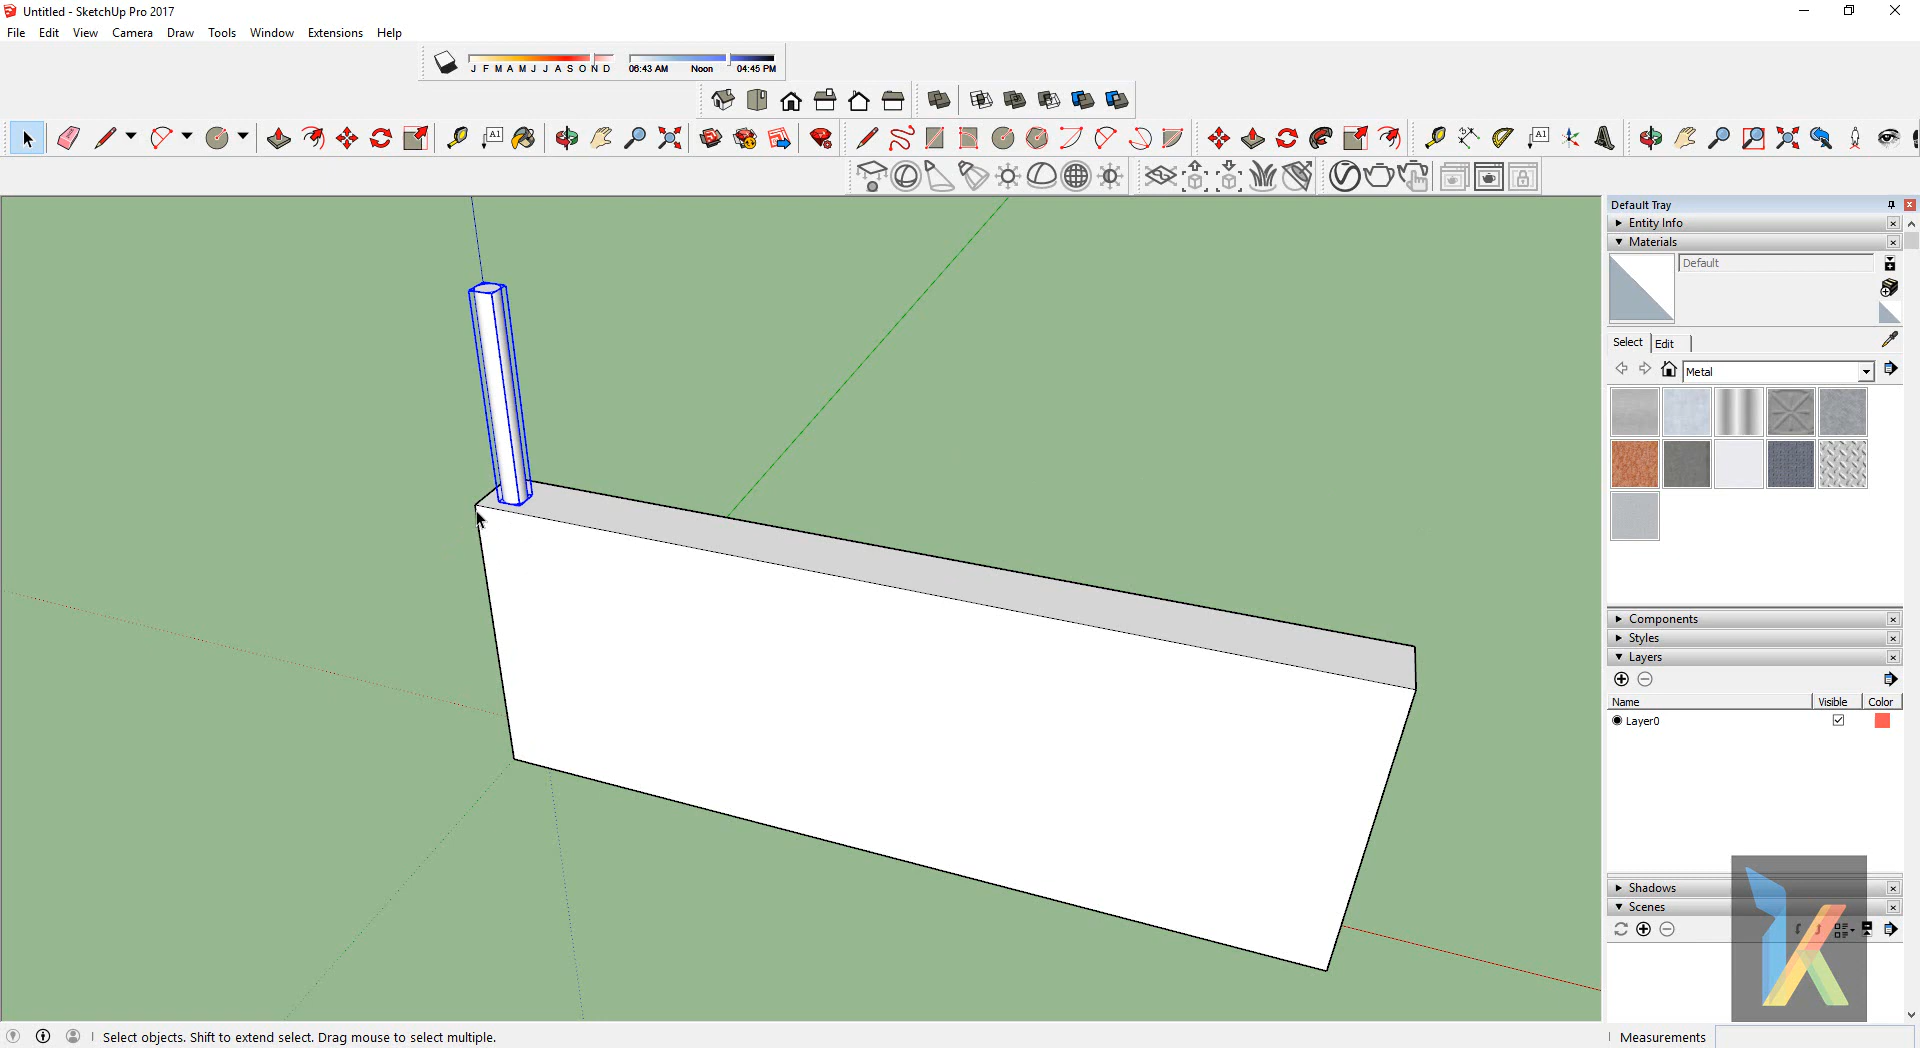 Untitled - SketchUp Pro 2017
File Edit View Camera Draw Tools Window Extensions Help
J F M A M J J A S O N D
06:43 AM Noon 04:45 PM
A1
A1
Default Tray
Entity Info
Materials
Default
Select Edit
Metal
Components
Styles
Layers
Name Visible Color
Layer0
Shadows
Scenes
Select objects. Shift to extend select. Drag mouse to select multiple.
Measurements